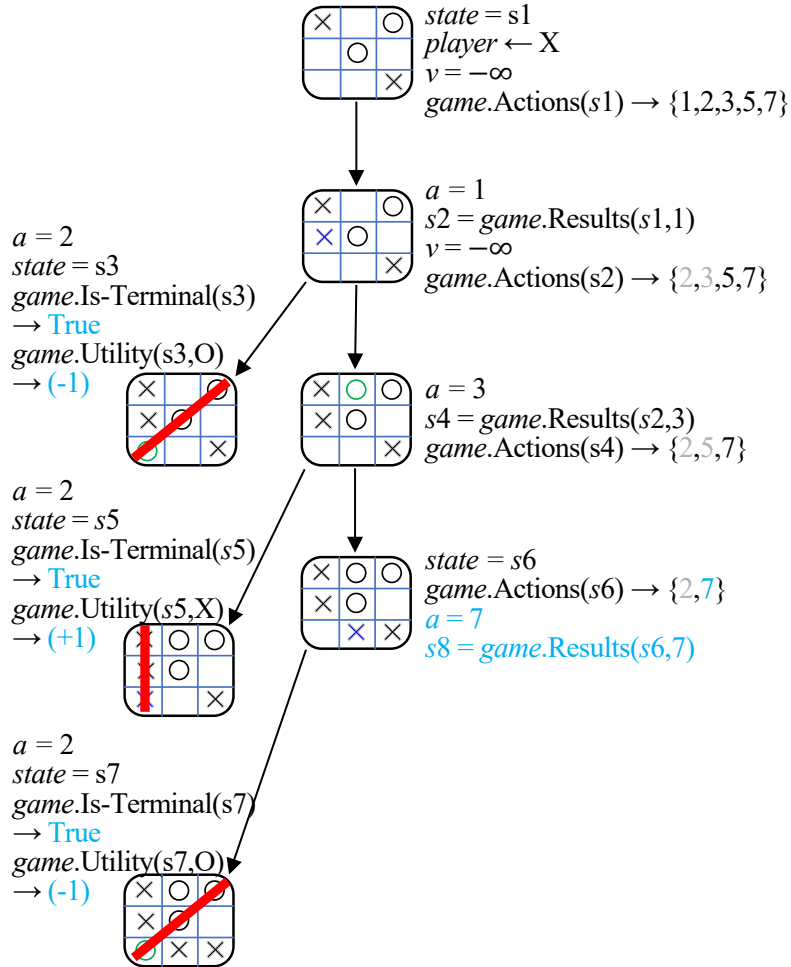 state = s1
player ← X
v = −∞
game.Actions(s1) → {1,2,3,5,7}
a = 1
s2 = game.Results(s1,1)
v = −∞
game.Actions(s2) → {2,3,5,7}
a = 2
state = s3
game.Is-Terminal(s3)
→ True
game.Utility(s3,O)
→ (-1)
a = 3
s4 = game.Results(s2,3)
game.Actions(s4) → {2,5,7}
a = 2
state = s5
game.Is-Terminal(s5)
→ True
game.Utility(s5,X)
→ (+1)
state = s6
game.Actions(s6) → {2,7}
a = 7
s8 = game.Results(s6,7)
a = 2
state = s7
game.Is-Terminal(s7)
→ True
game.Utility(s7,O)
→ (-1)